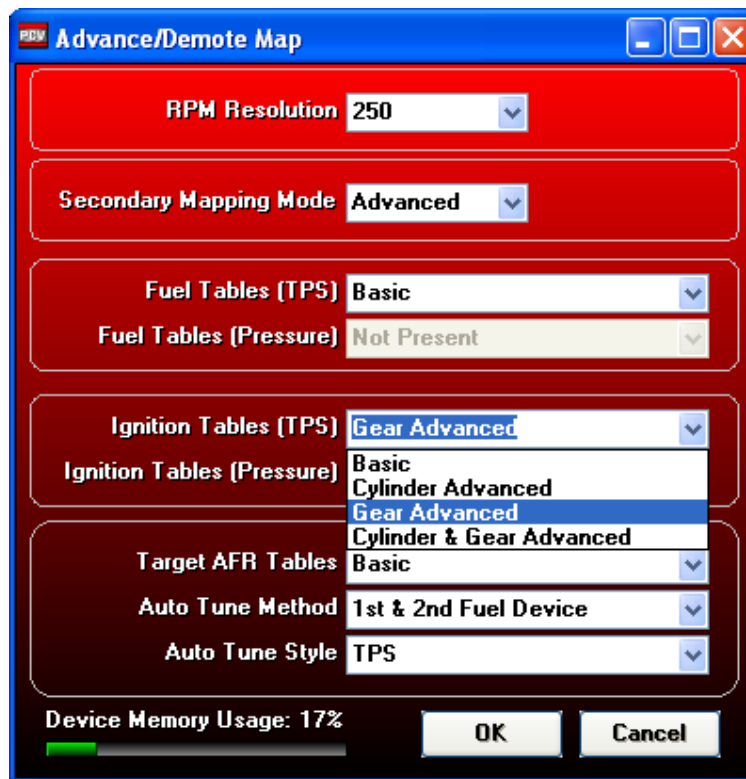 PCV Advance/Demote Map
RPM Resolution 250
Secondary Mapping Mode Advanced
Fuel Tables (TPS) Basic
Fuel Tables (Pressure) Not Present
Ignition Tables (TPS) Gear Advanced
Ignition Tables (Pressure)
Basic
Cylinder Advanced
Gear Advanced
Cylinder & Gear Advanced
Target AFR Tables Basic
Auto Tune Method 1st & 2nd Fuel Device
Auto Tune Style TPS
Device Memory Usage: 17%
OK Cancel